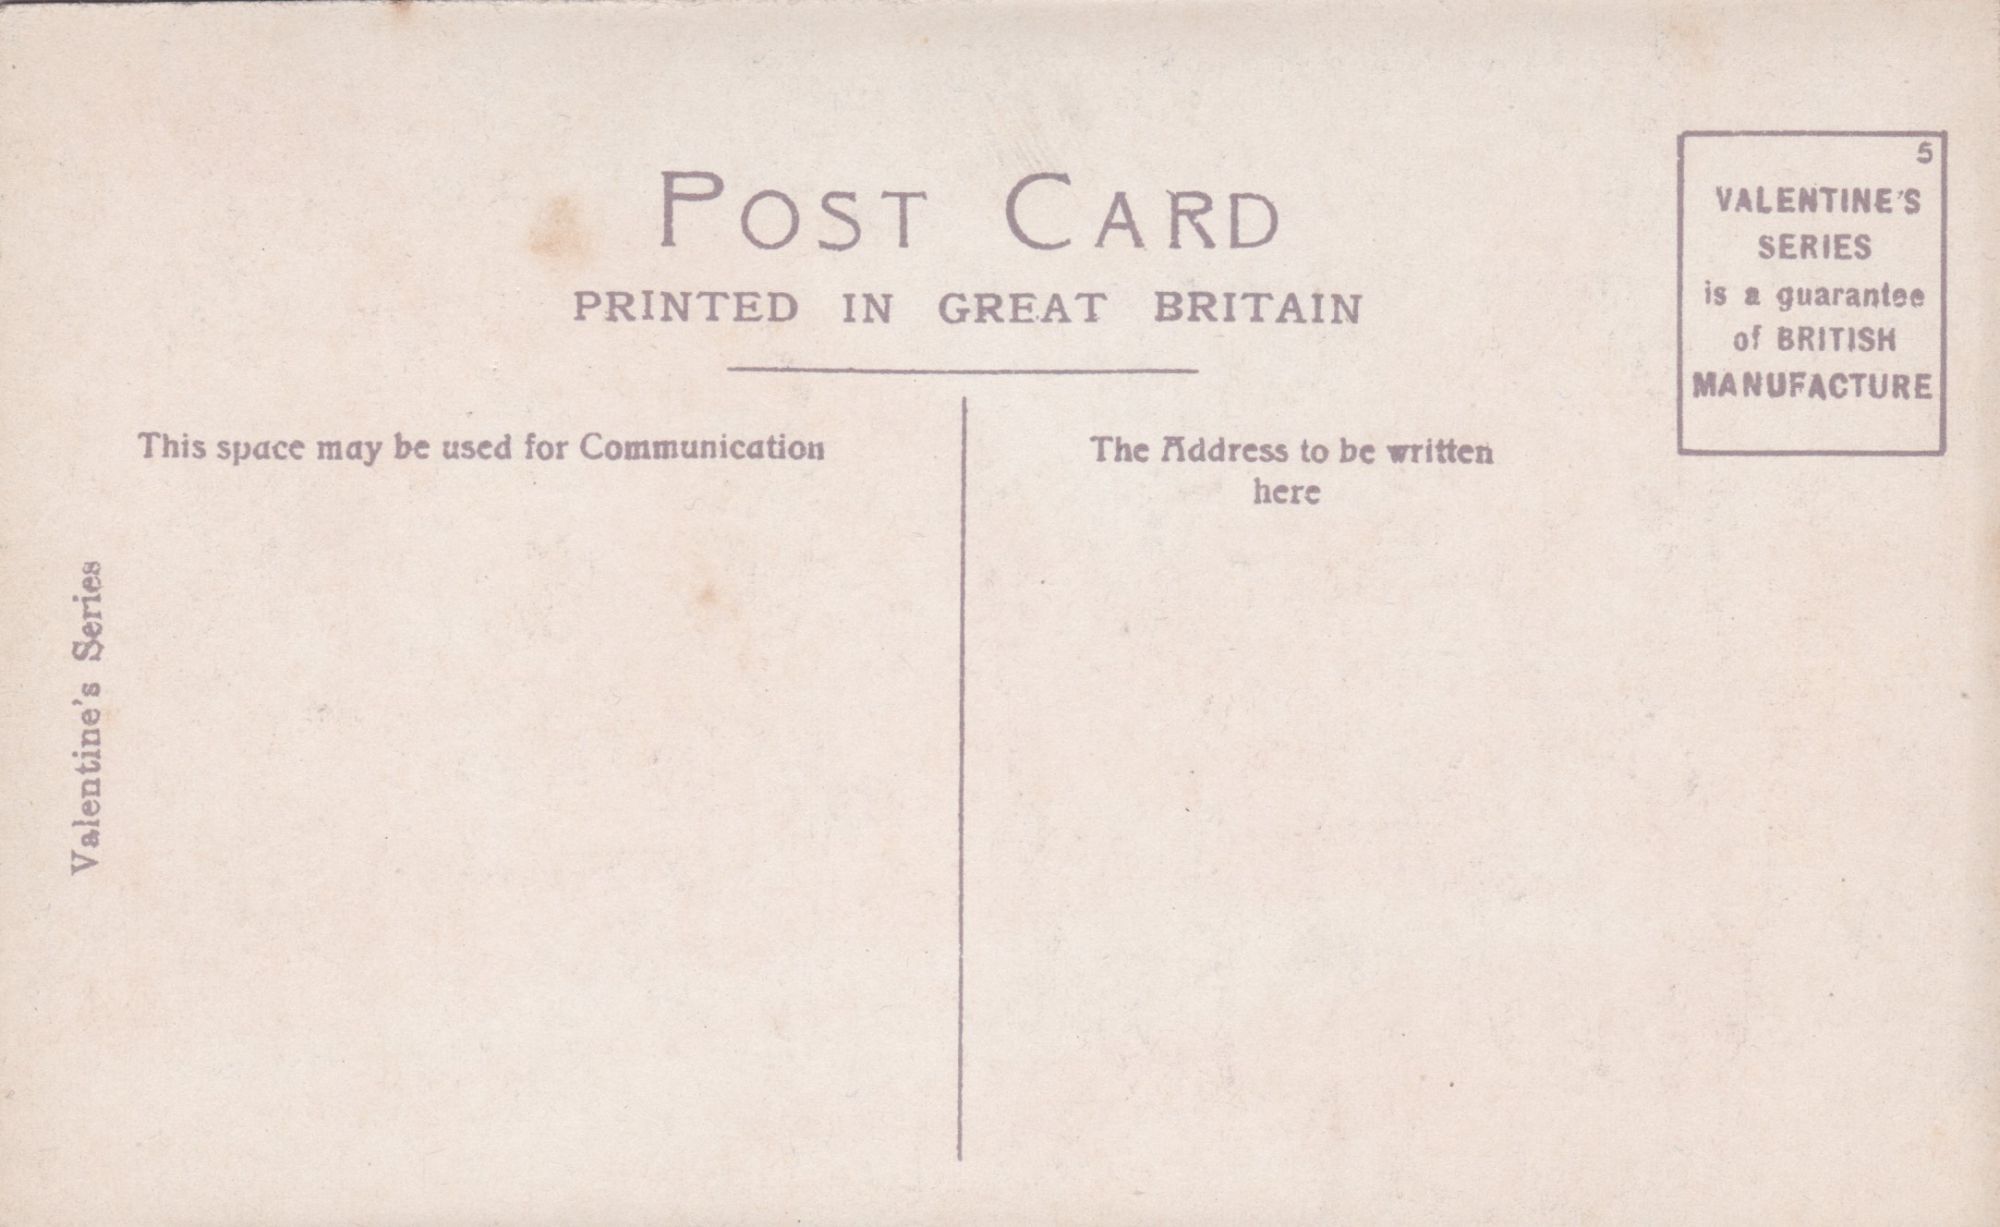 POST CARD
PRINTED IN GREAT BRITAIN
5
VALENTINE'S
SERIES
is a guarantee
of BRITISH
MANUFACTURE
This space may be used for Communication
The Address to be written
here
Valentine's Series